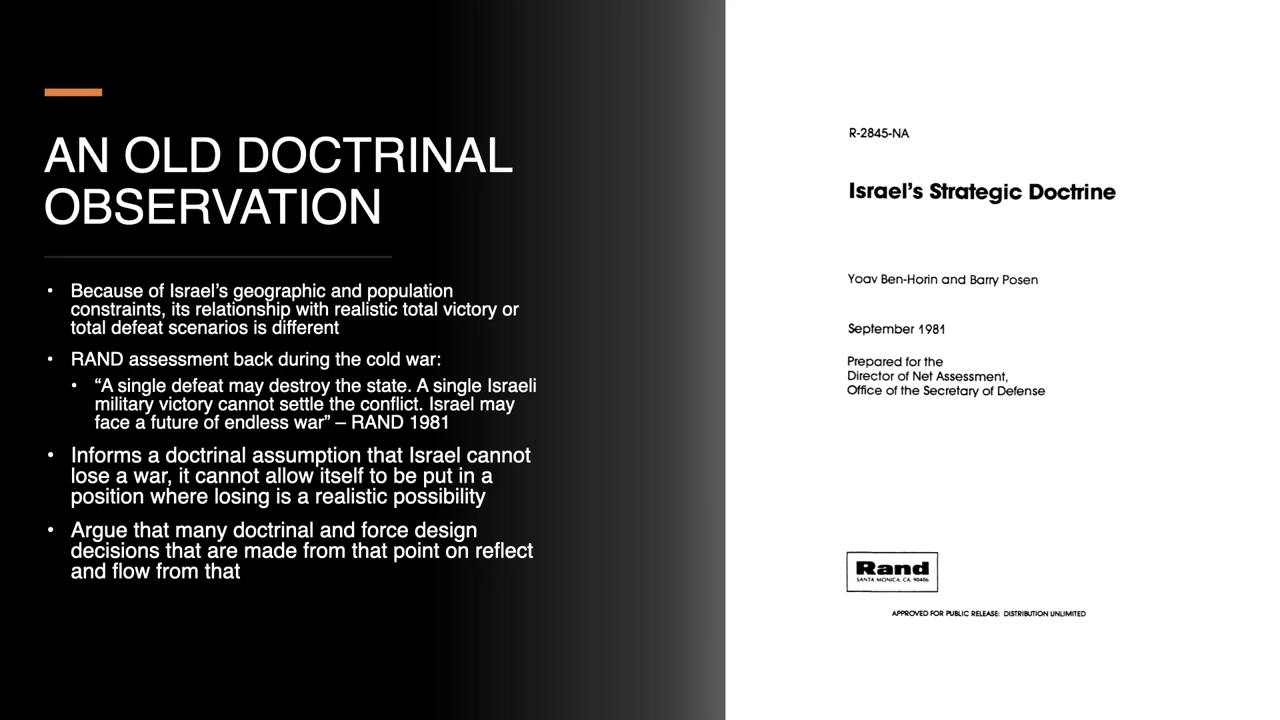 AN OLD DOCTRINAL
OBSERVATION
• Because of Israel’s geographic and population
constraints, its relationship with realistic total victory or
total defeat scenarios is different
• RAND assessment back during the cold war:
• “A single defeat may destroy the state. A single Israeli
military victory cannot settle the conflict. Israel may
face a future of endless war” – RAND 1981
• Informs a doctrinal assumption that Israel cannot
lose a war, it cannot allow itself to be put in a
position where losing is a realistic possibility
• Argue that many doctrinal and force design
decisions that are made from that point on reflect
and flow from that
R-2845-NA
Israel’s Strategic Doctrine
Yoav Ben-Horin and Barry Posen
September 1981
Prepared for the
Director of Net Assessment,
Office of the Secretary of Defense
Rand
SANTA MONICA, CA. 90406
APPROVED FOR PUBLIC RELEASE: DISTRIBUTION UNLIMITED